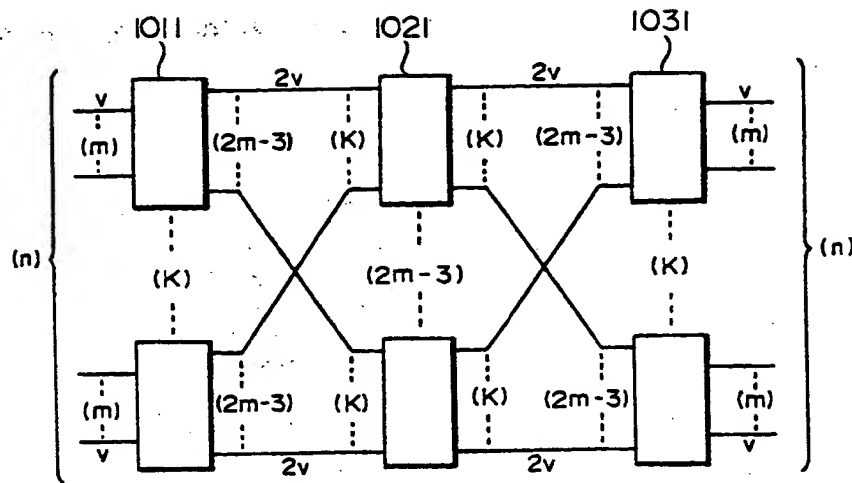 1011 1021 1031
v 2v 2v v
(m) (2m-3) (K) (K) (2m-3) (m)
(n) (K) (2m-3) (K) (n)
(m) (2m-3) (K) (K) (2m-3) (m)
v 2v 2v v